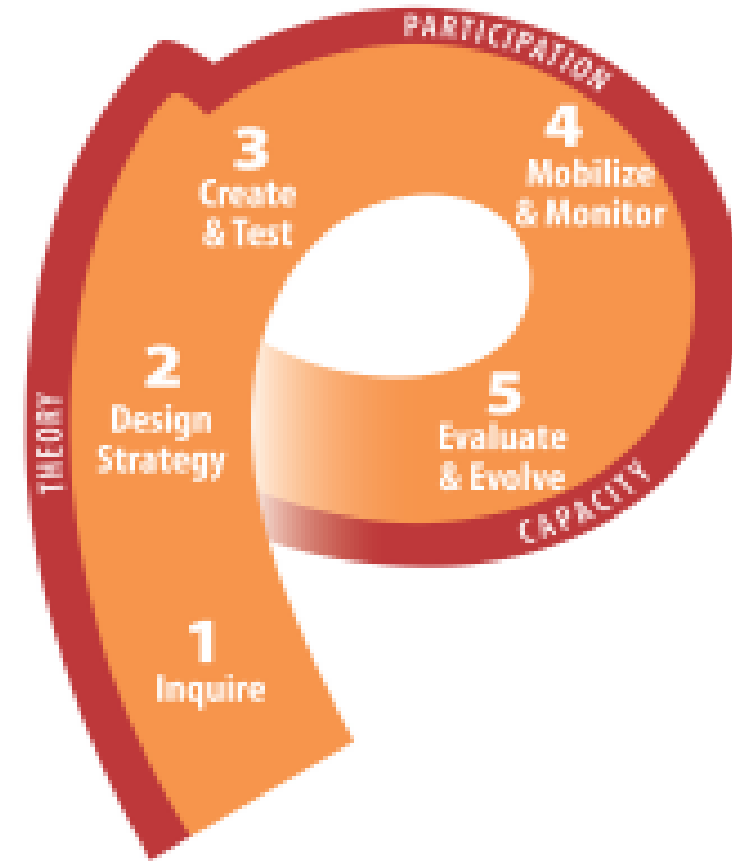 PARTICIPATION
3
Create
& Test
4
Mobilize
& Monitor
2
Design
Strategy
THEORY
5
Evaluate
& Evolve
CAPACITY
1
Inquire